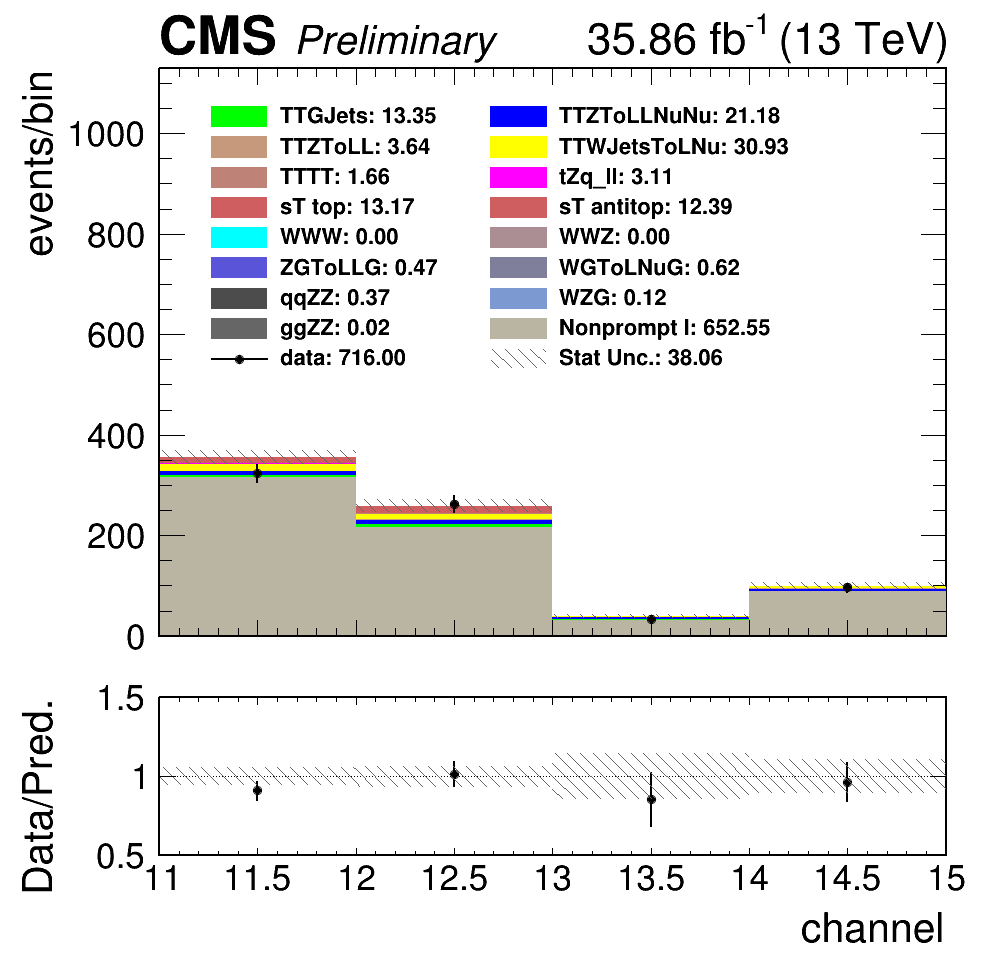 CMS Preliminary 35.86 fb-1 (13 TeV)
events/bin
1000
800
600
400
200
0
TTGJets: 13.35 TTZToLLNuNu: 21.18
TTZToLL: 3.64 TTWJetsToLNu: 30.93
TTTT: 1.66 tZq_ll: 3.11
sT top: 13.17 sT antitop: 12.39
WWW: 0.00 WWZ: 0.00
ZGToLLG: 0.47 WGToLNuG: 0.62
qqZZ: 0.37 WZG: 0.12
ggZZ: 0.02 Nonprompt l: 652.55
data: 716.00 Stat Unc.: 38.06
Data/Pred.
1.5
1
0.5
11 11.5 12 12.5 13 13.5 14 14.5 15
channel